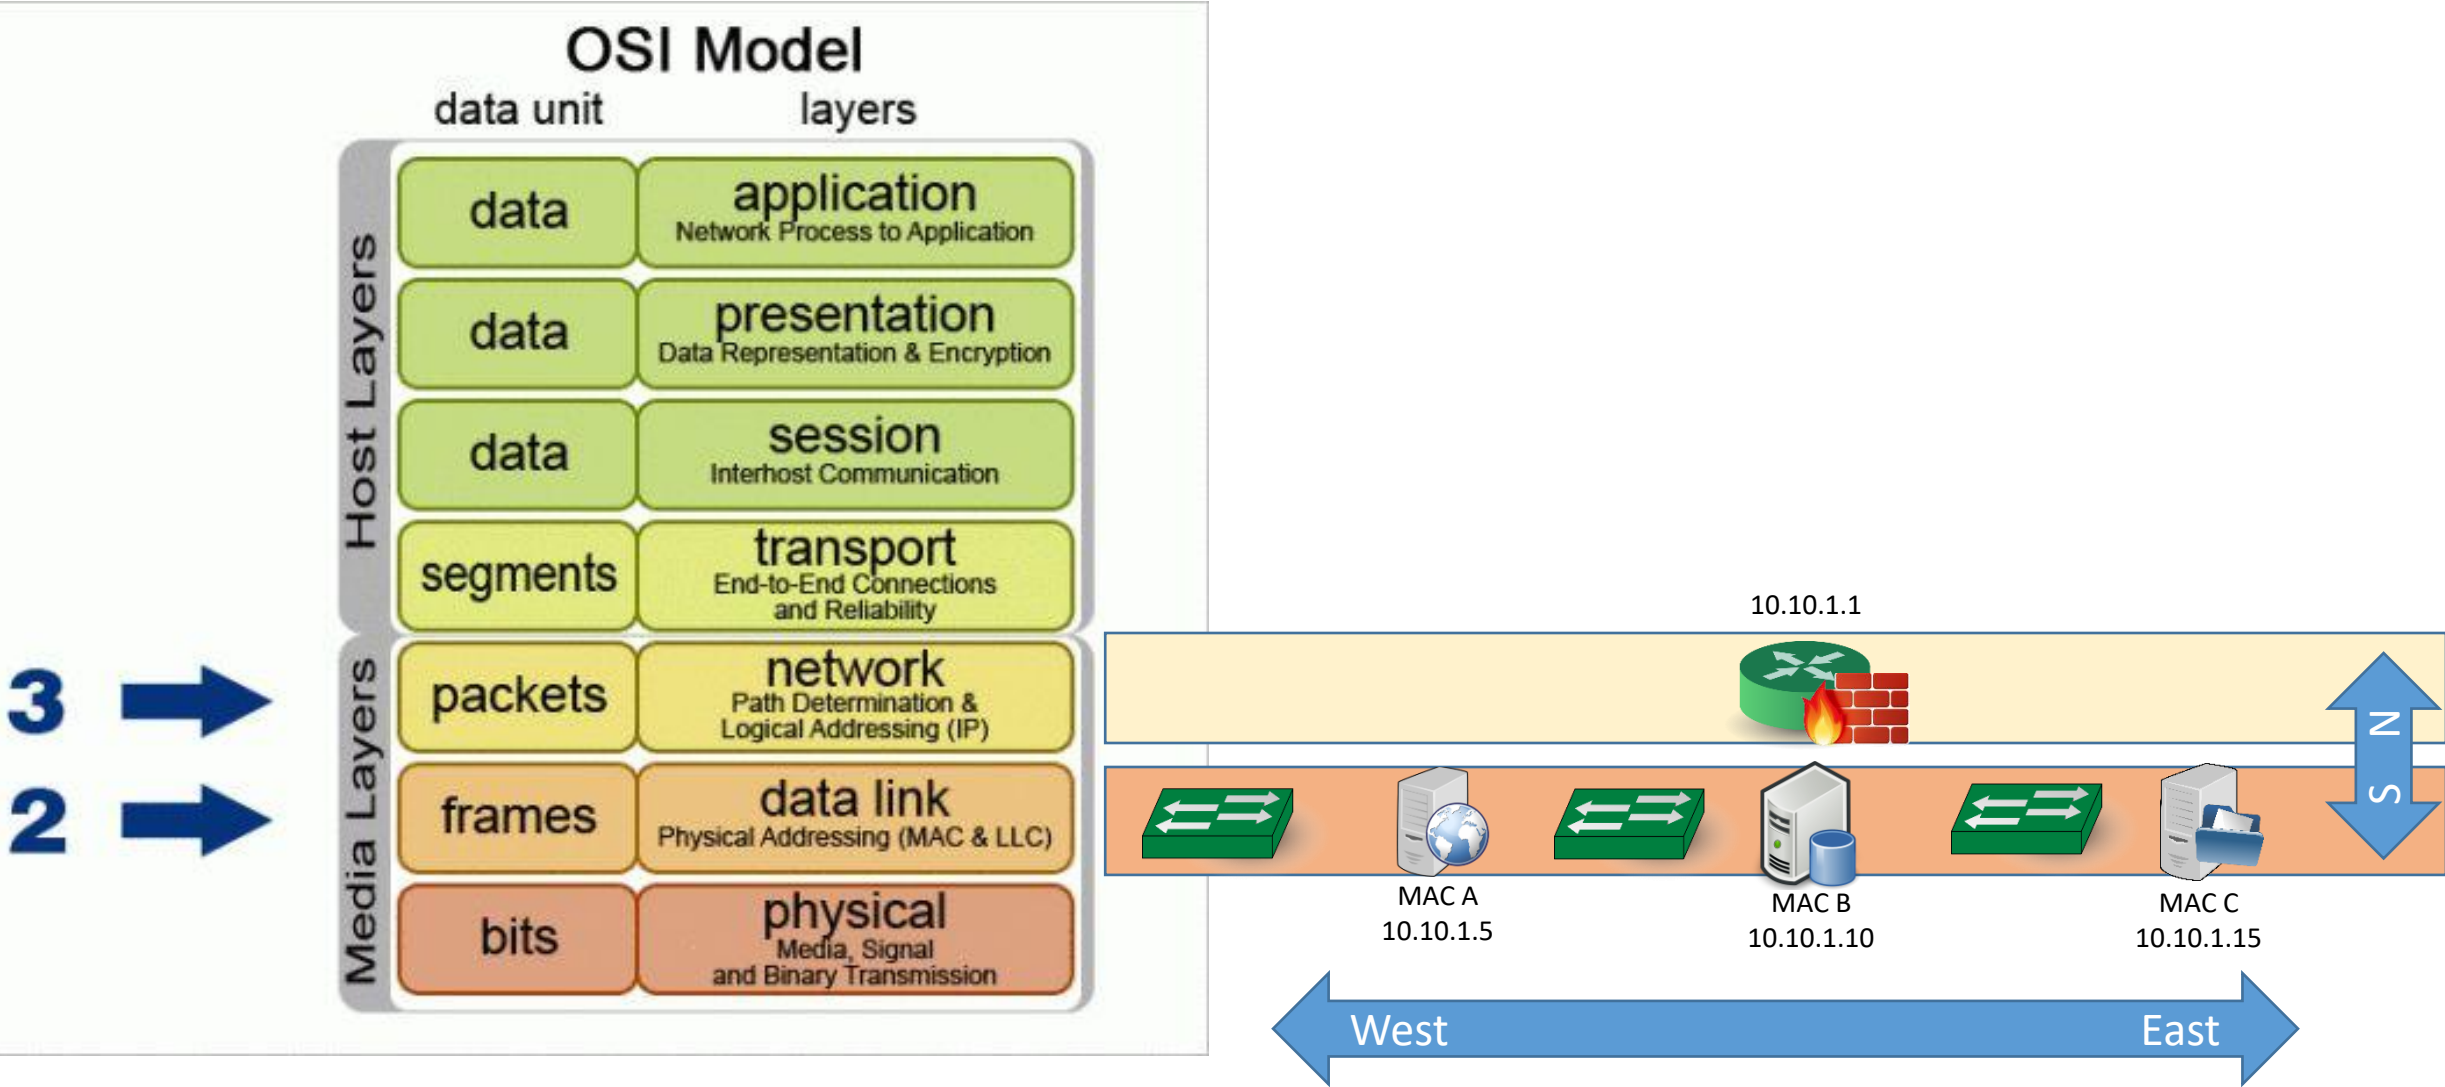 OSI Model
data unit
layers
Host Layers
data
application
Network Process to Application
data
presentation
Data Representation & Encryption
data
session
Interhost Communication
segments
transport
End-to-End Connections
and Reliability
Media Layers
3
packets
network
Path Determination &
Logical Addressing (IP)
2
frames
data link
Physical Addressing (MAC & LLC)
bits
physical
Media, Signal
and Binary Transmission
10.10.1.1
N
S
MAC A
10.10.1.5
MAC B
10.10.1.10
MAC C
10.10.1.15
West
East